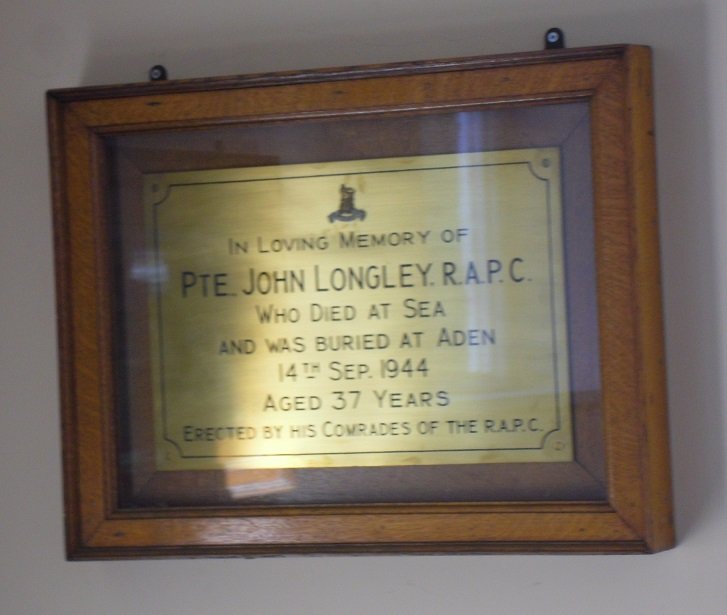 In Loving Memory of
Pte. John Longley. R.A.P.C.
Who Died at Sea
and was buried at Aden
14th Sep. 1944
Aged 37 Years
Erected by his Comrades of the R.A.P.C.